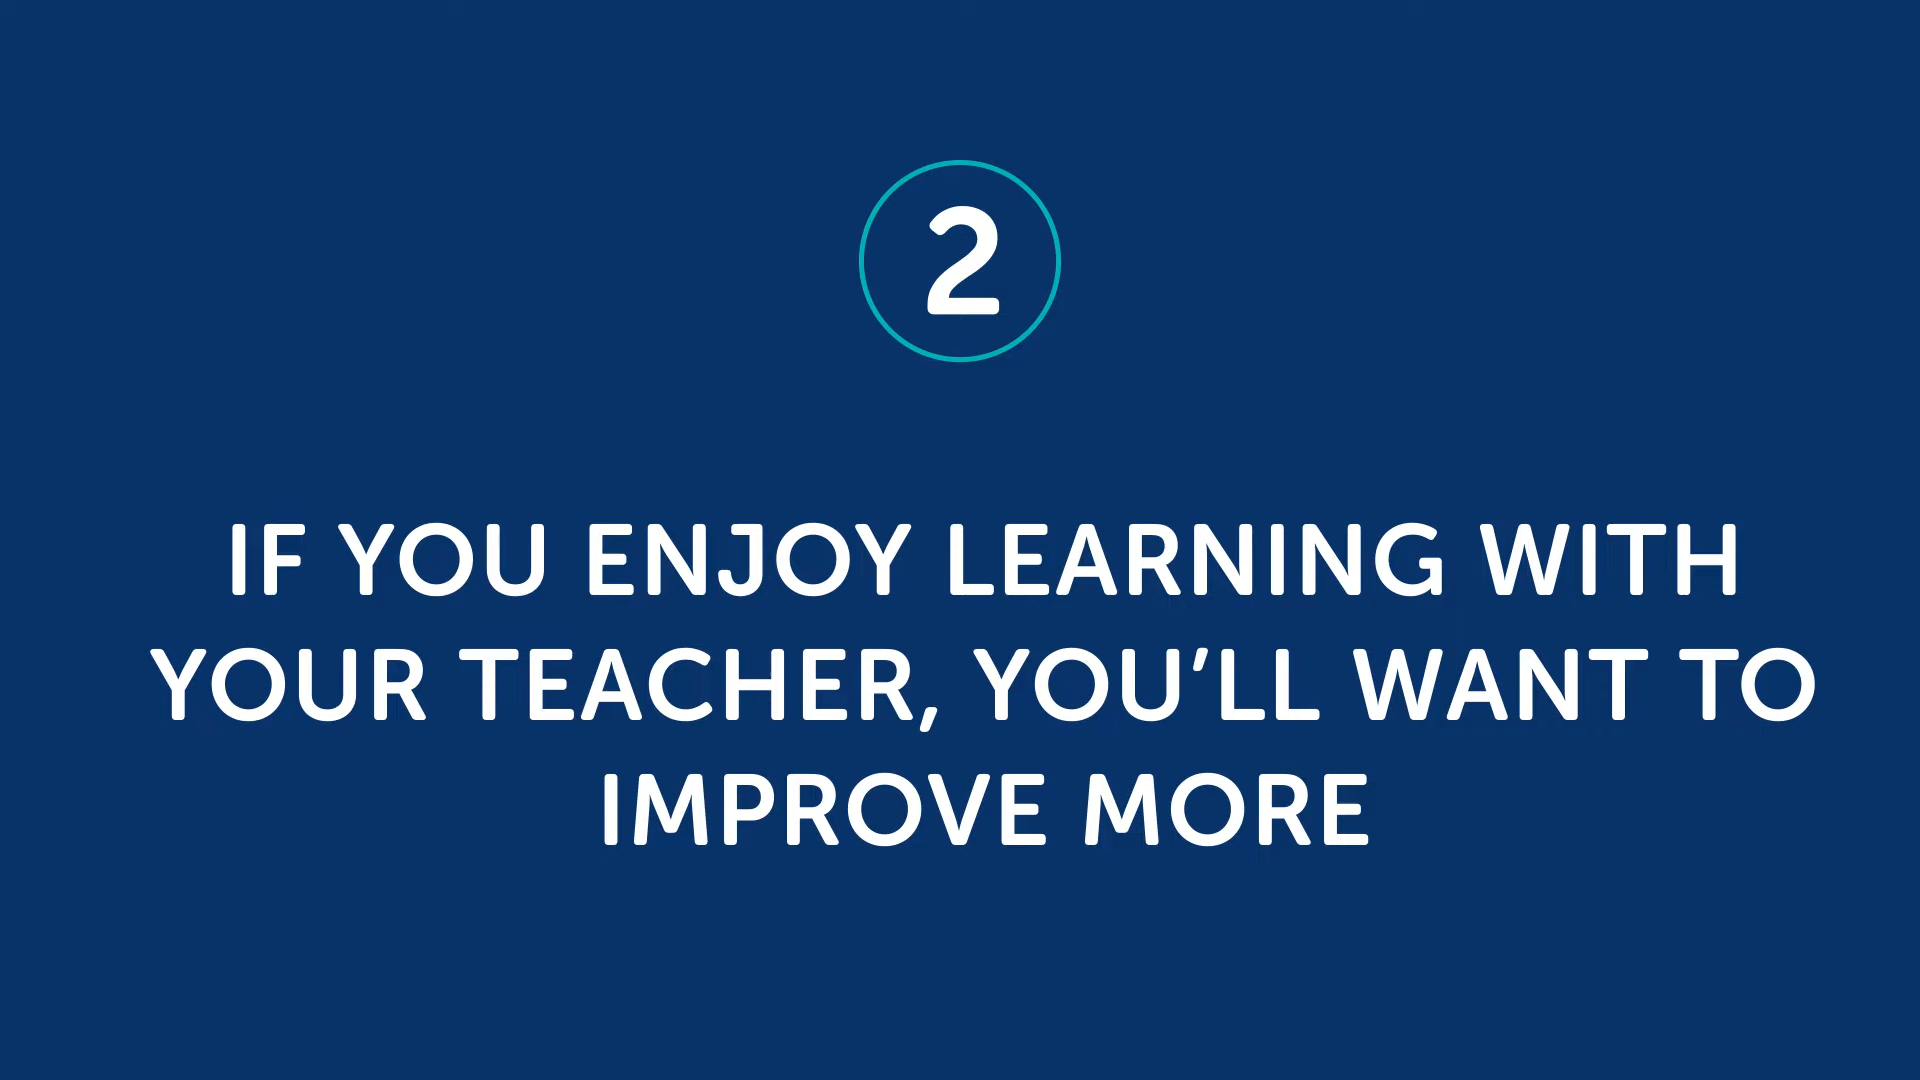 2
IF YOU ENJOY LEARNING WITH
YOUR TEACHER, YOU’LL WANT TO
IMPROVE MORE